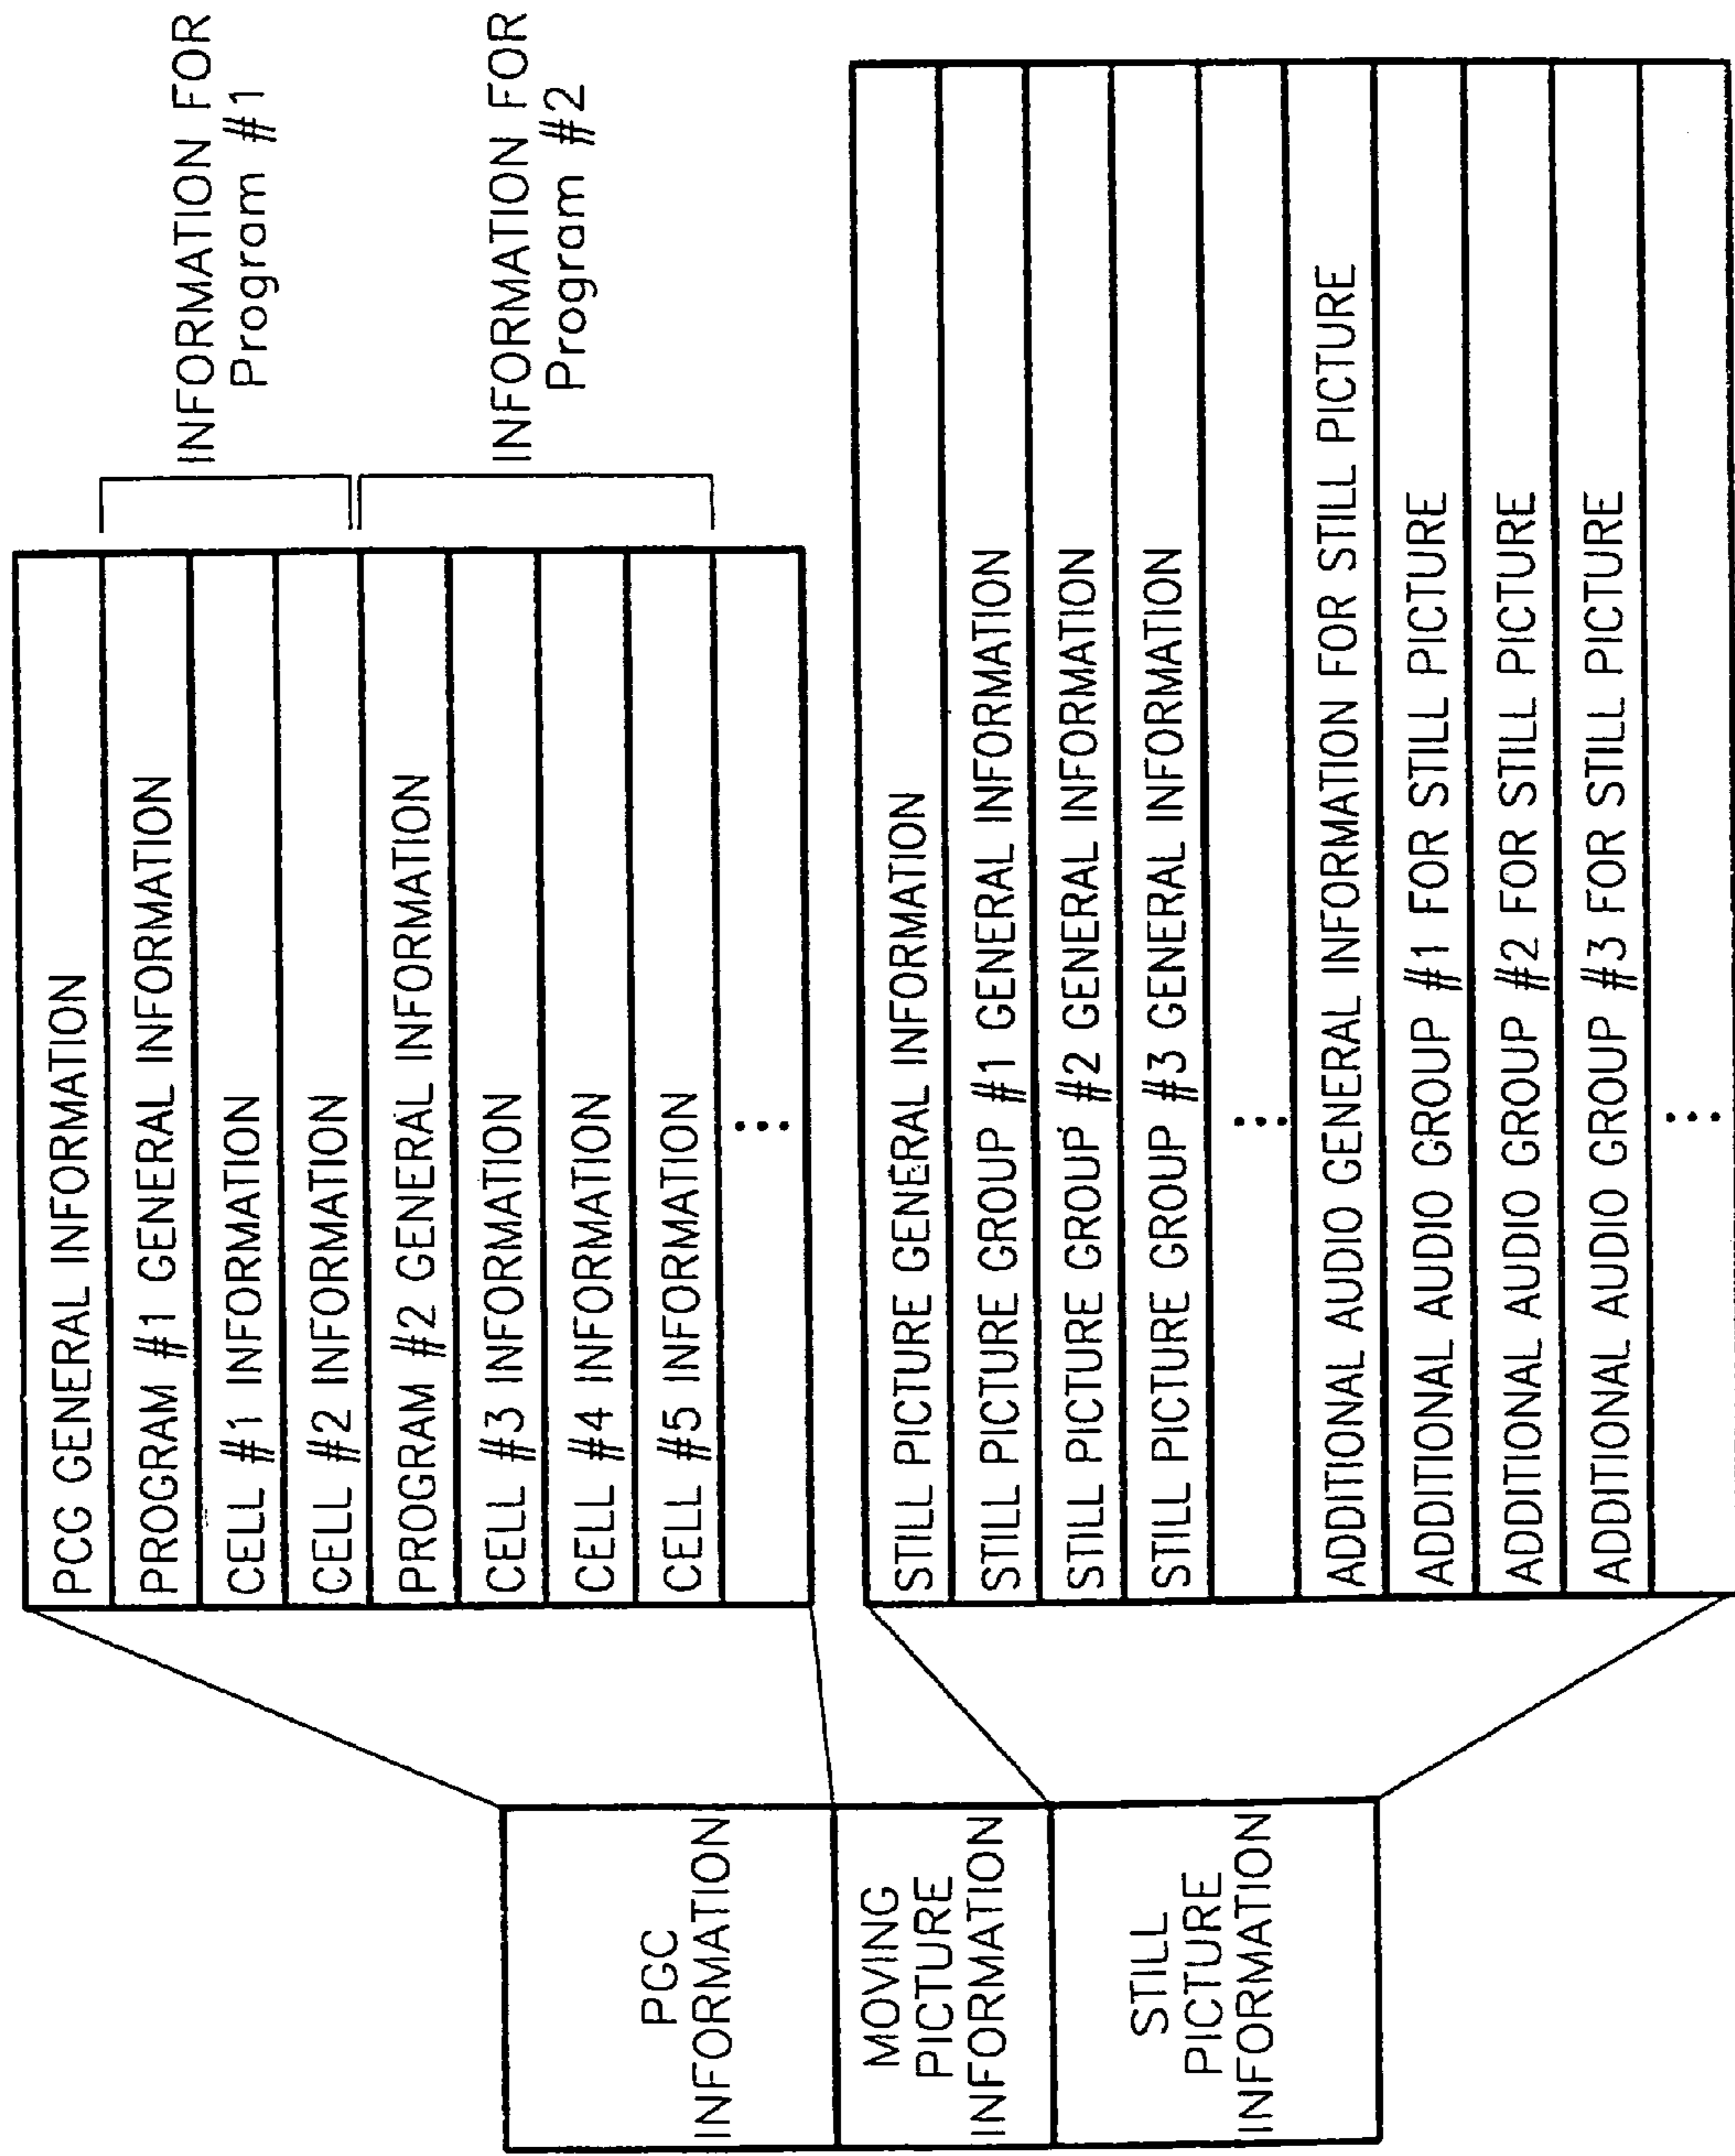 PGC
INFORMATION
MOVING
PICTURE
INFORMATION
STILL
PICTURE
INFORMATION
PCG GENERAL INFORMATION
PROGRAM #1 GENERAL INFORMATION
CELL #1 INFORMATION
CELL #2 INFORMATION
PROGRAM #2 GENERAL INFORMATION
CELL #3 INFORMATION
CELL #4 INFORMATION
CELL #5 INFORMATION
⋮
INFORMATION FOR
Program #1
INFORMATION FOR
Program #2
STILL PICTURE GENERAL INFORMATION
STILL PICTURE GROUP #1 GENERAL INFORMATION
STILL PICTURE GROUP #2 GENERAL INFORMATION
STILL PICTURE GROUP #3 GENERAL INFORMATION
⋮
ADDITIONAL AUDIO GENERAL INFORMATION FOR STILL PICTURE
ADDITIONAL AUDIO GROUP #1 FOR STILL PICTURE
ADDITIONAL AUDIO GROUP #2 FOR STILL PICTURE
ADDITIONAL AUDIO GROUP #3 FOR STILL PICTURE
⋮